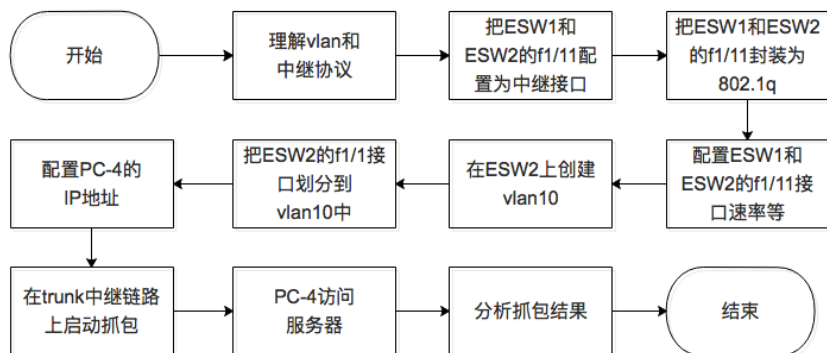 开始
理解vlan和
中继协议
把ESW1和
ESW2的f1/11配
置为中继接口
把ESW1和ESW2
的f1/11封装为
802.1q
配置ESW1和
ESW2的f1/11接
口速率等
在ESW2上创建
vlan10
把ESW2的f1/1接
口划分到
vlan10中
配置PC-4的
IP地址
在trunk中继链路
上启动抓包
PC-4访问
服务器
分析抓包结果
结束